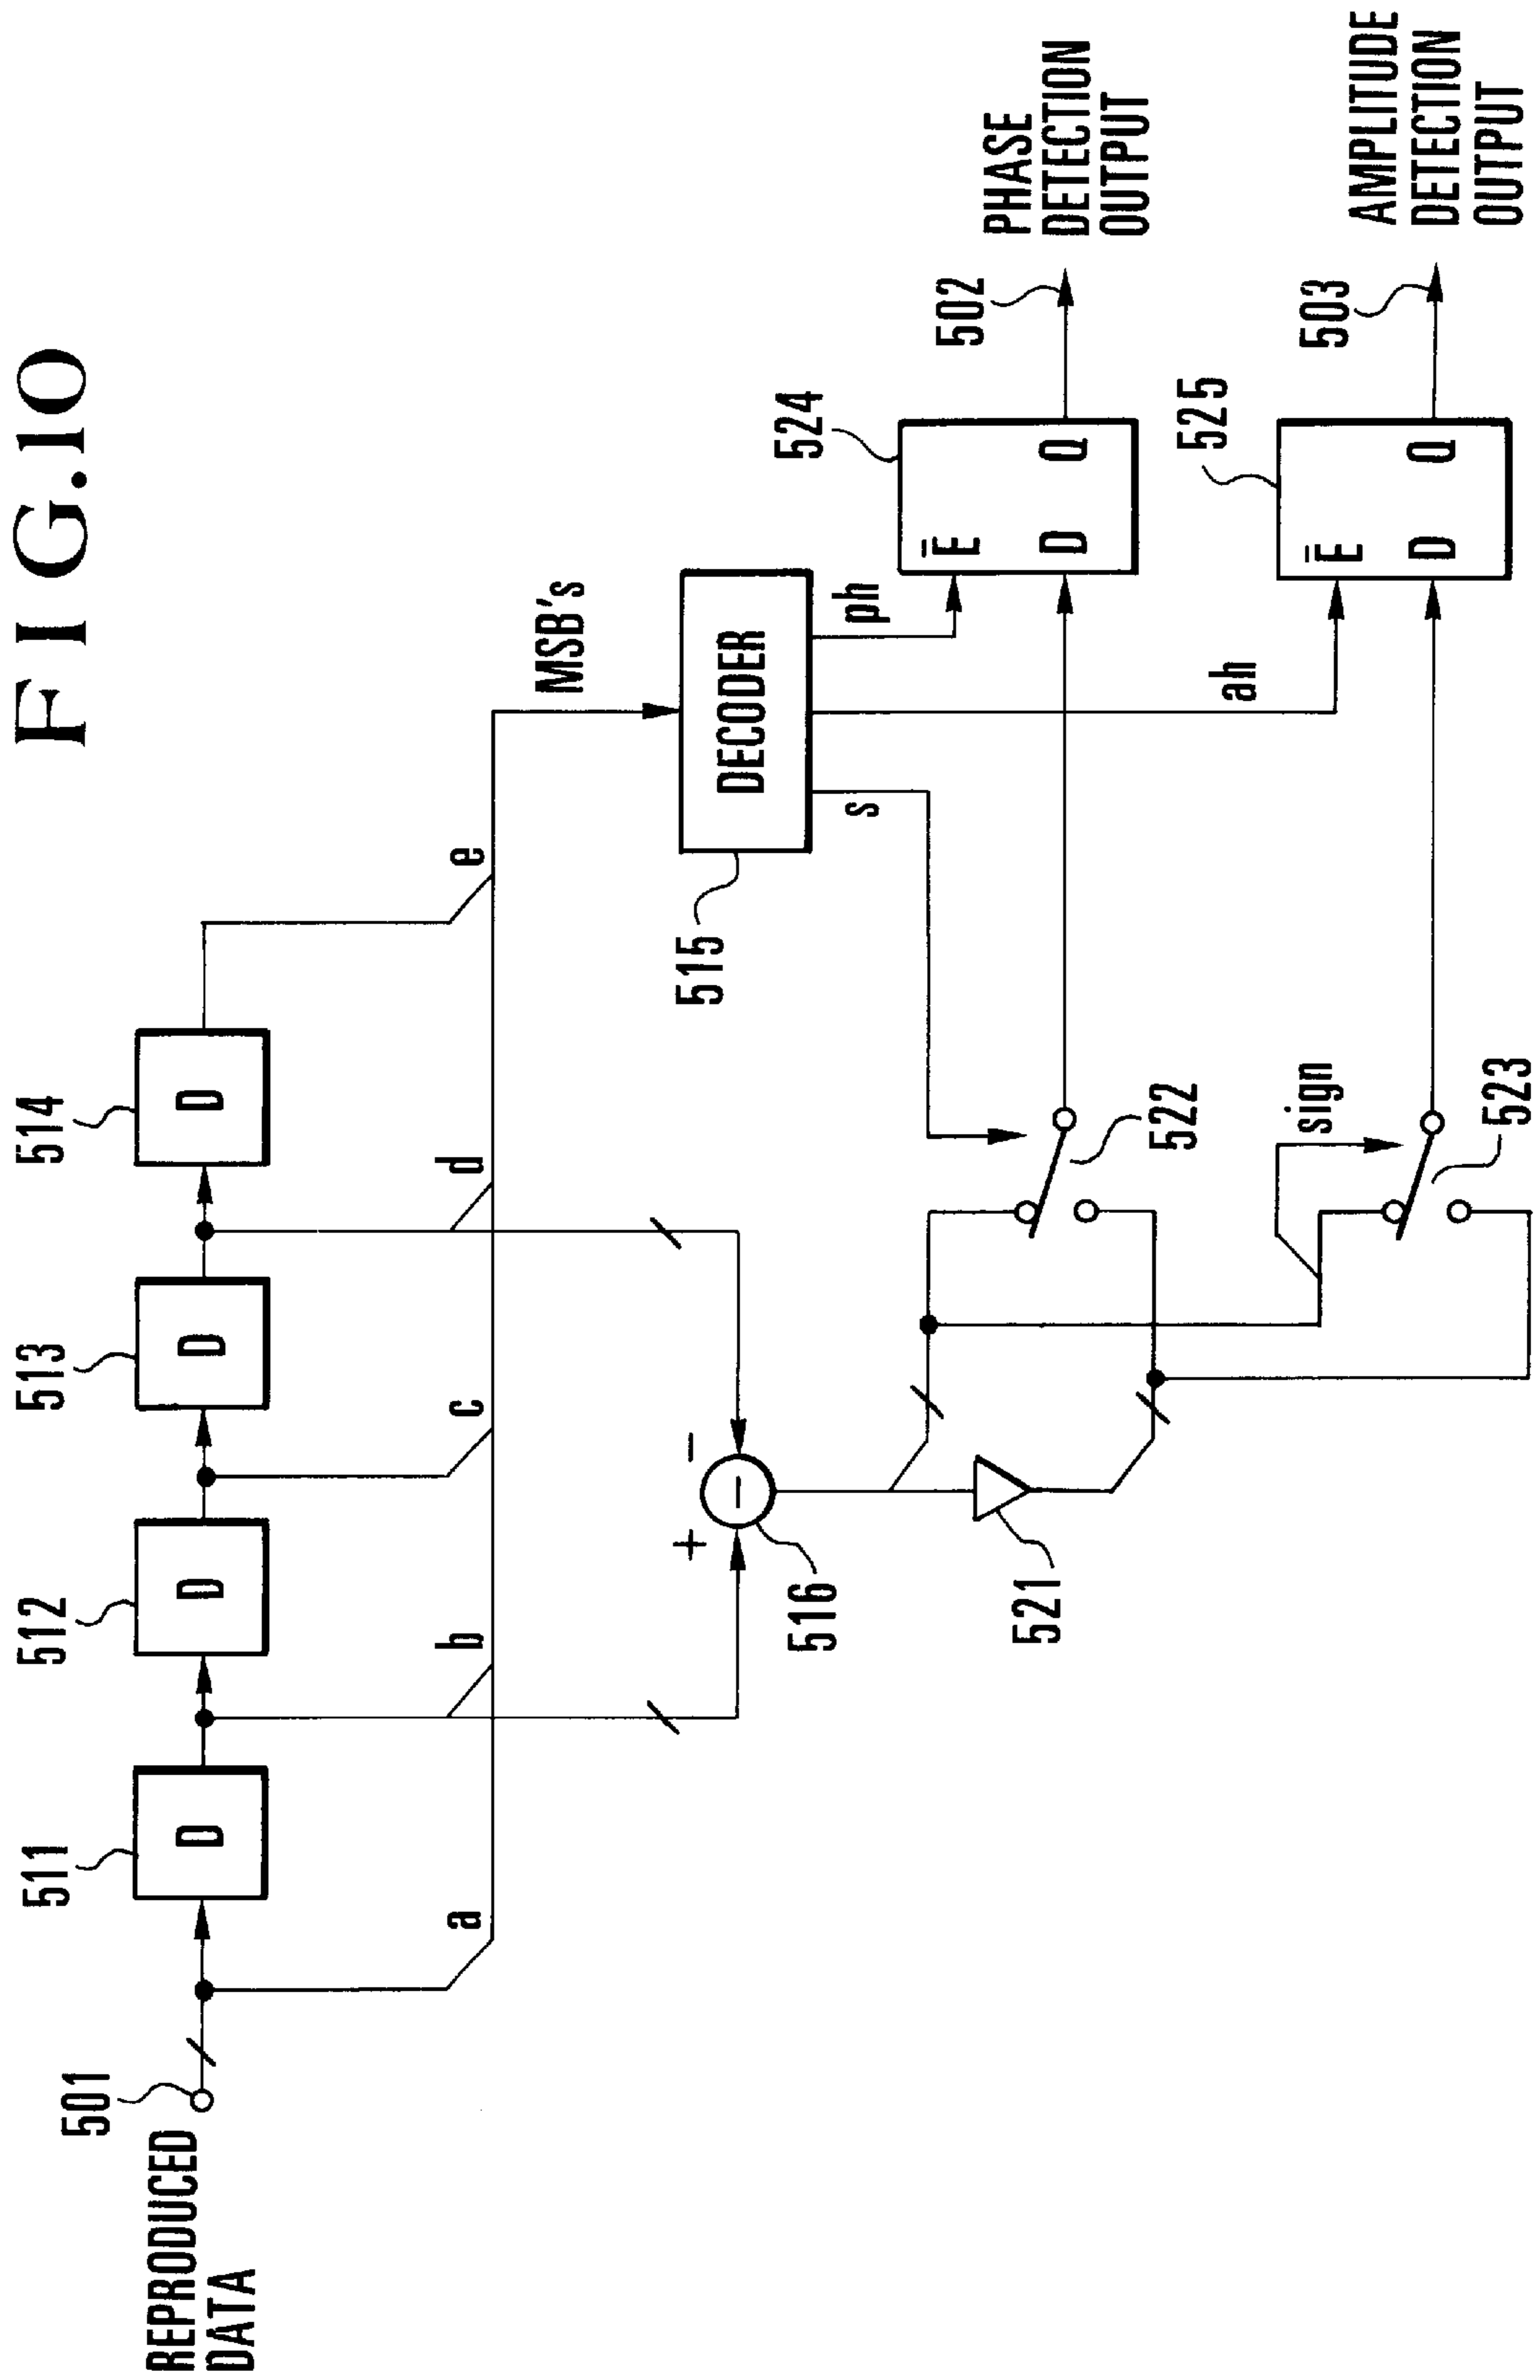 FIG.10
REPRODUCED
DATA
501
511
D
512
D
513
D
514
D
a
b
c
d
e
MSB's
515
DECODER
s
ah
ph
+
−
−
516
521
522
sign
523
524
E̅
D
Q
502
PHASE
DETECTION
OUTPUT
525
E̅
D
Q
503
AMPLITUDE
DETECTION
OUTPUT